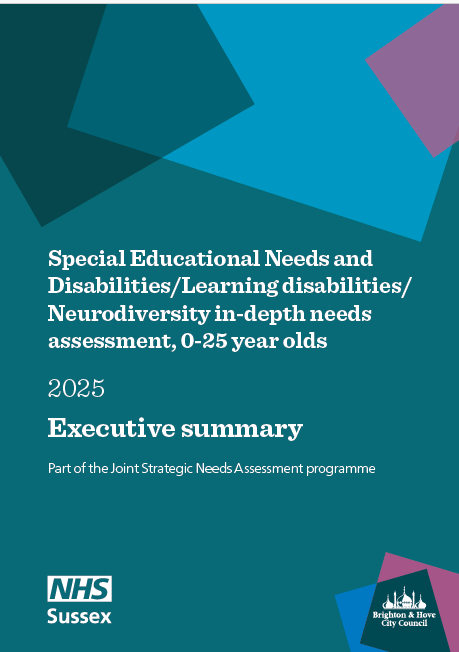 Special Educational Needs and
Disabilities/Learning disabilities/
Neurodiversity in-depth needs
assessment, 0-25 year olds
2025
Executive summary
Part of the Joint Strategic Needs Assessment programme
NHS
Sussex
Brighton & Hove
City Council